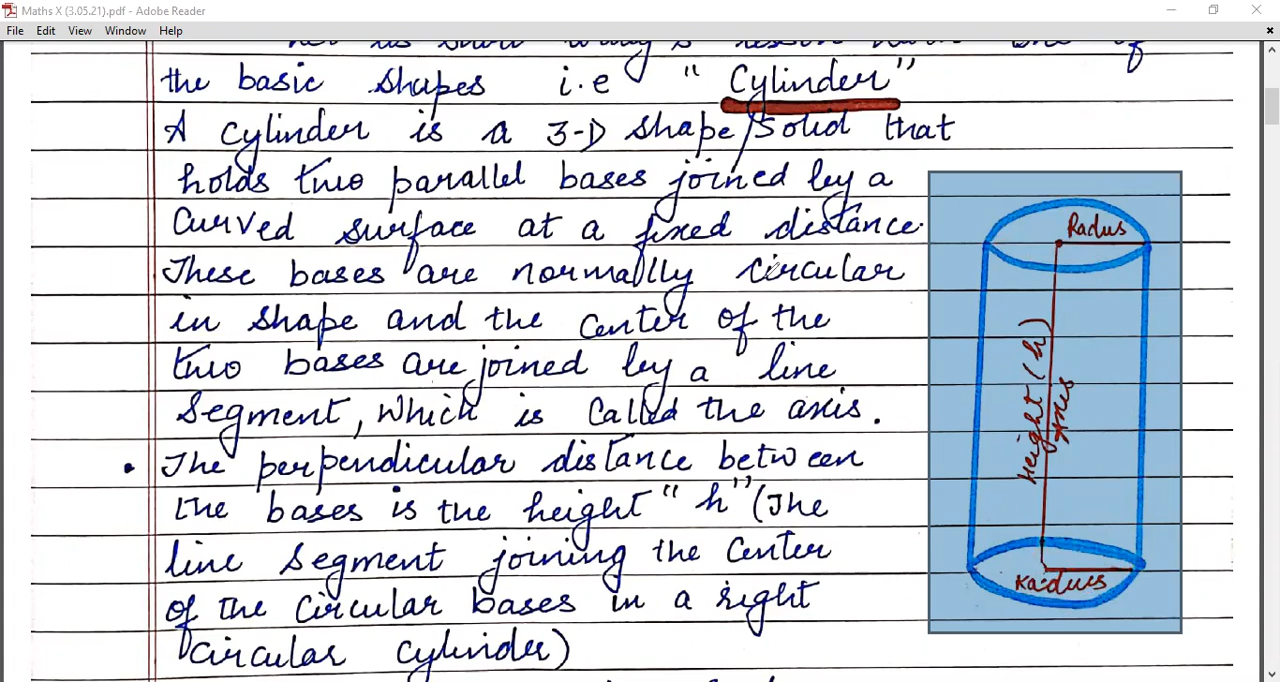 Maths X (3.05.21).pdf - Adobe Reader
File Edit View Window Help
one of
the basic shapes i.e " Cylinder"
A cylinder is a 3-D shape/solid that
holds two parallel bases joined by a
curved surface at a fixed distance.
These bases are normally circular
in shape and the center of the
two bases are joined by a line
segment, which is called the axis.
• The perpendicular distance between
the bases is the height "h" (The
line segment joining the center
of the circular bases in a right
circular cylinder)
Radus
Height (h)
Axis
Radues